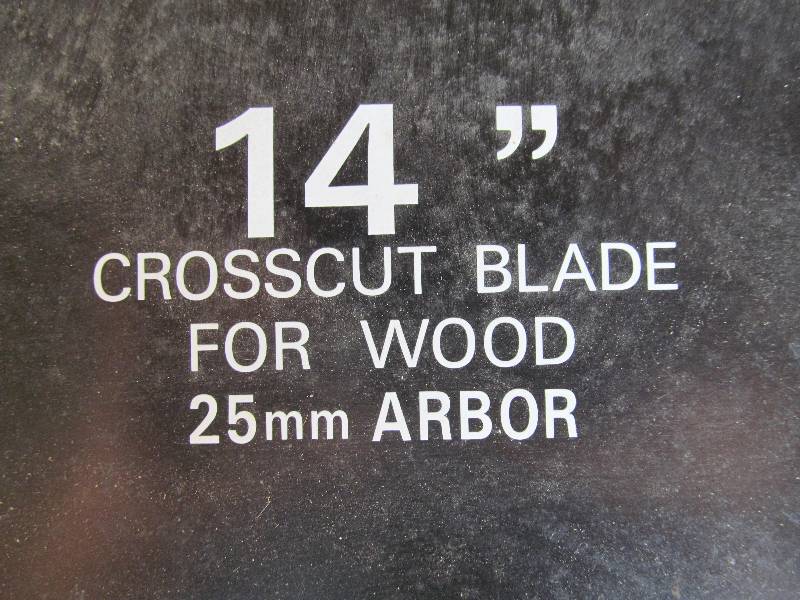 14 ”
CROSSCUT BLADE
FOR WOOD
25mm ARBOR